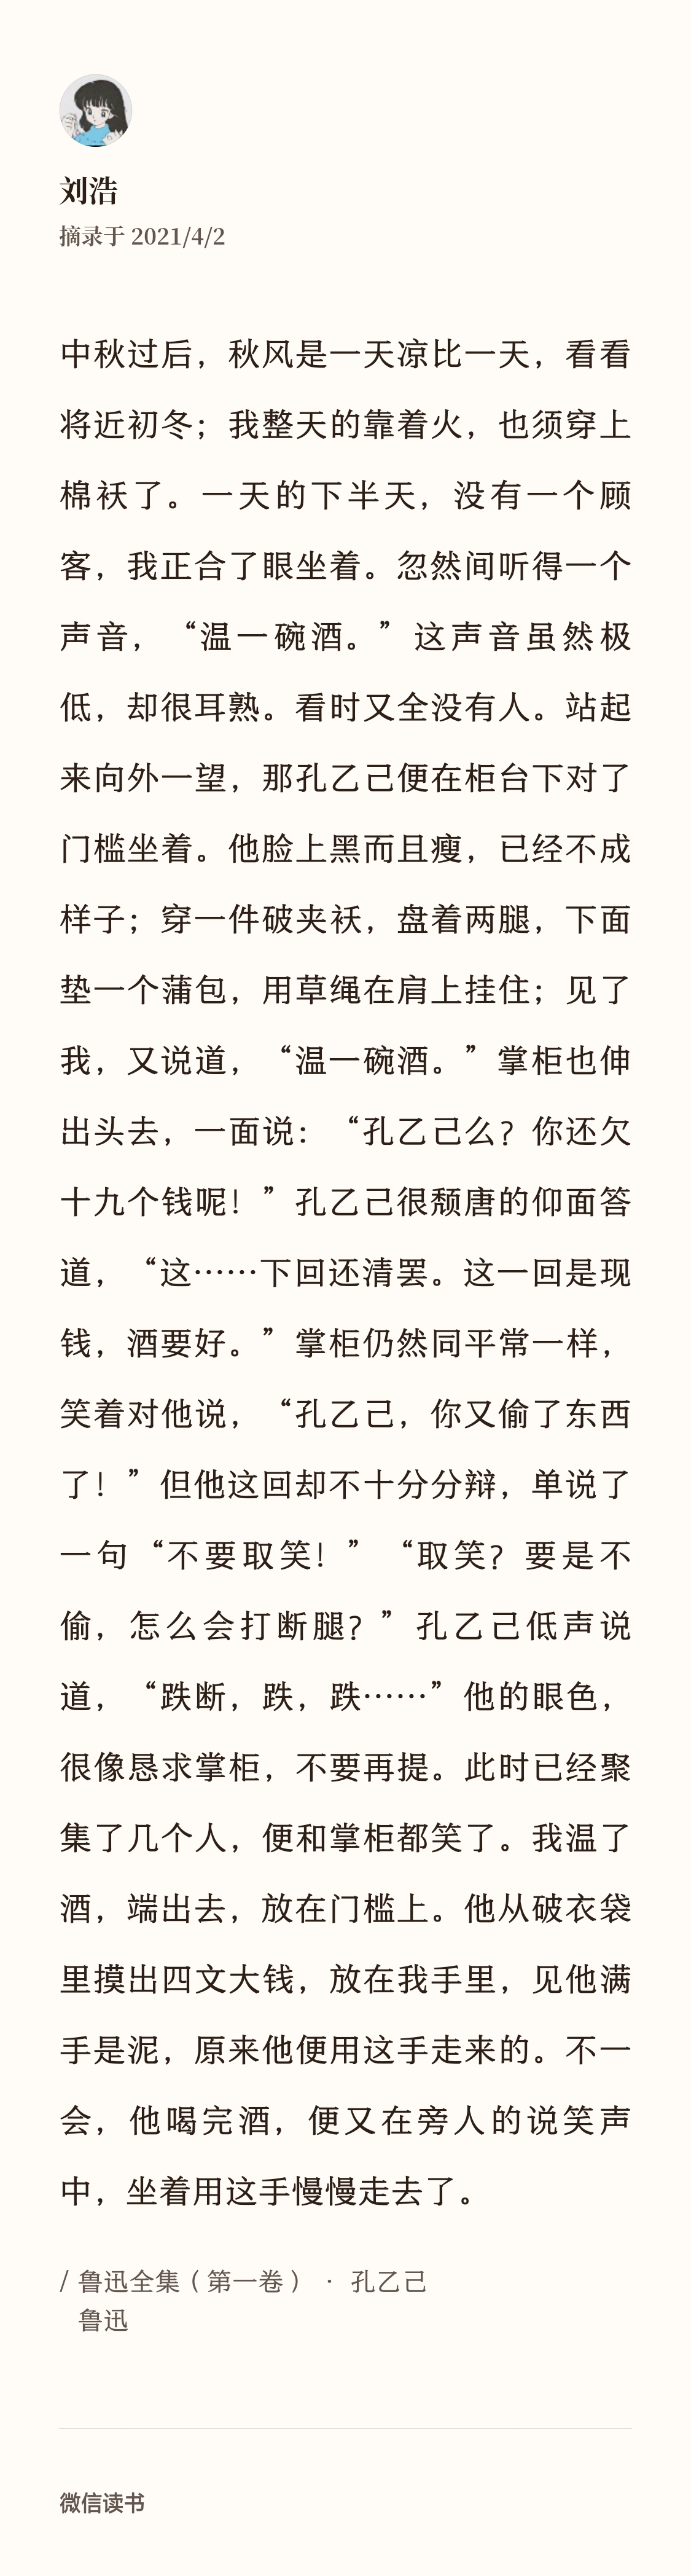 刘浩
摘录于 2021/4/2
中秋过后，秋风是一天凉比一天，看看
将近初冬；我整天的靠着火，也须穿上
棉袄了。一天的下半天，没有一个顾
客，我正合了眼坐着。忽然间听得一个
声音，“温一碗酒。”这声音虽然极
低，却很耳熟。看时又全没有人。站起
来向外一望，那孔乙己便在柜台下对了
门槛坐着。他脸上黑而且瘦，已经不成
样子；穿一件破夹袄，盘着两腿，下面
垫一个蒲包，用草绳在肩上挂住；见了
我，又说道，“温一碗酒。”掌柜也伸
出头去，一面说：“孔乙己么？你还欠
十九个钱呢！”孔乙己很颓唐的仰面答
道，“这……下回还清罢。这一回是现
钱，酒要好。”掌柜仍然同平常一样，
笑着对他说，“孔乙己，你又偷了东西
了！”但他这回却不十分分辩，单说了
一句“不要取笑！”“取笑？要是不
偷，怎么会打断腿？”孔乙己低声说
道，“跌断，跌，跌……”他的眼色，
很像恳求掌柜，不要再提。此时已经聚
集了几个人，便和掌柜都笑了。我温了
酒，端出去，放在门槛上。他从破衣袋
里摸出四文大钱，放在我手里，见他满
手是泥，原来他便用这手走来的。不一
会，他喝完酒，便又在旁人的说笑声
中，坐着用这手慢慢走去了。
/ 鲁迅全集（第一卷） · 孔乙己
鲁迅
微信读书